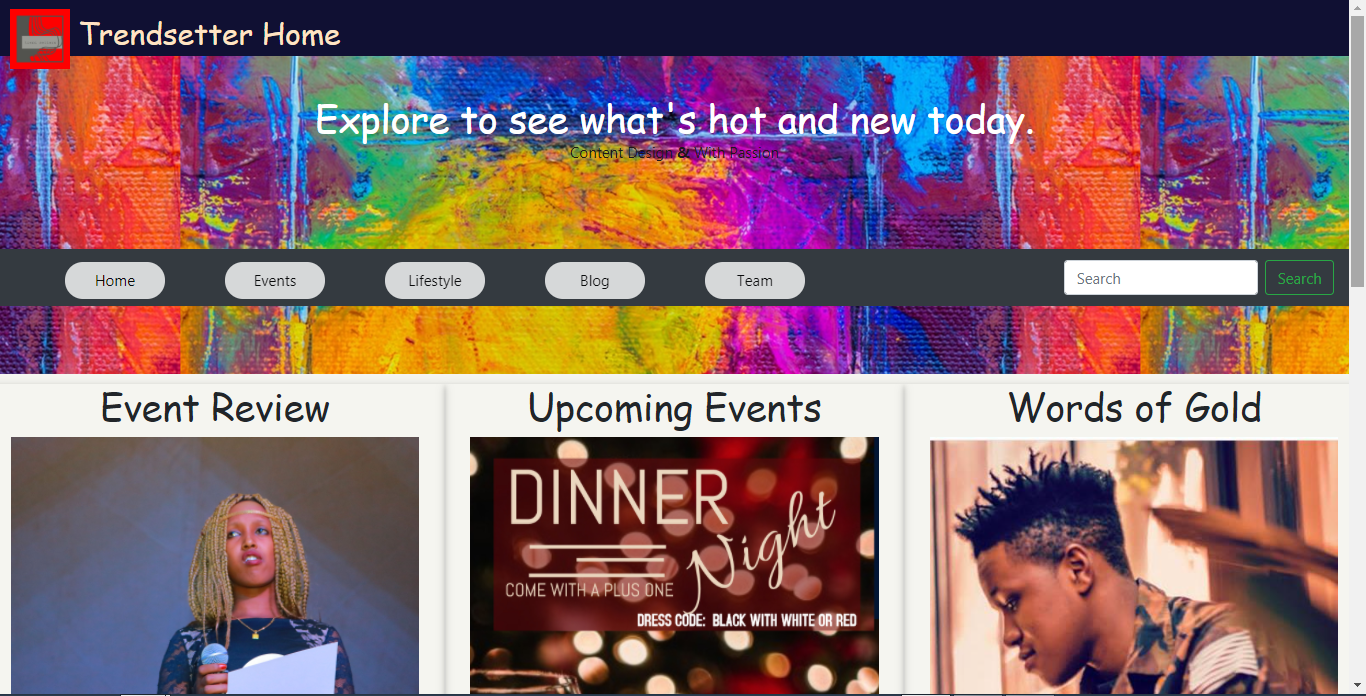 Trendsetter Home
Explore to see what's hot and new today.
Content Design & With Passion
Home
Events
Lifestyle
Blog
Team
Search
Search
Event Review
Upcoming Events
Words of Gold
DINNER
Night
COME WITH A PLUS ONE
DRESS CODE: BLACK WITH WHITE OR RED